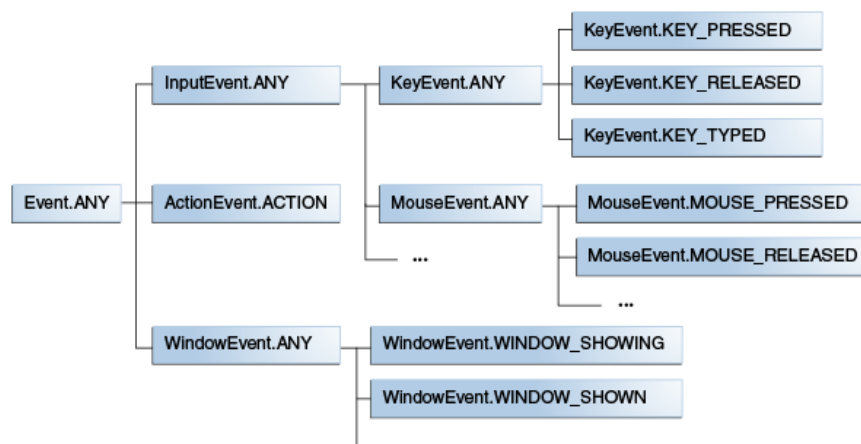 KeyEvent.KEY_PRESSED
InputEvent.ANY
KeyEvent.ANY
KeyEvent.KEY_RELEASED
KeyEvent.KEY_TYPED
Event.ANY
ActionEvent.ACTION
MouseEvent.ANY
MouseEvent.MOUSE_PRESSED
...
MouseEvent.MOUSE_RELEASED
...
WindowEvent.ANY
WindowEvent.WINDOW_SHOWING
WindowEvent.WINDOW_SHOWN